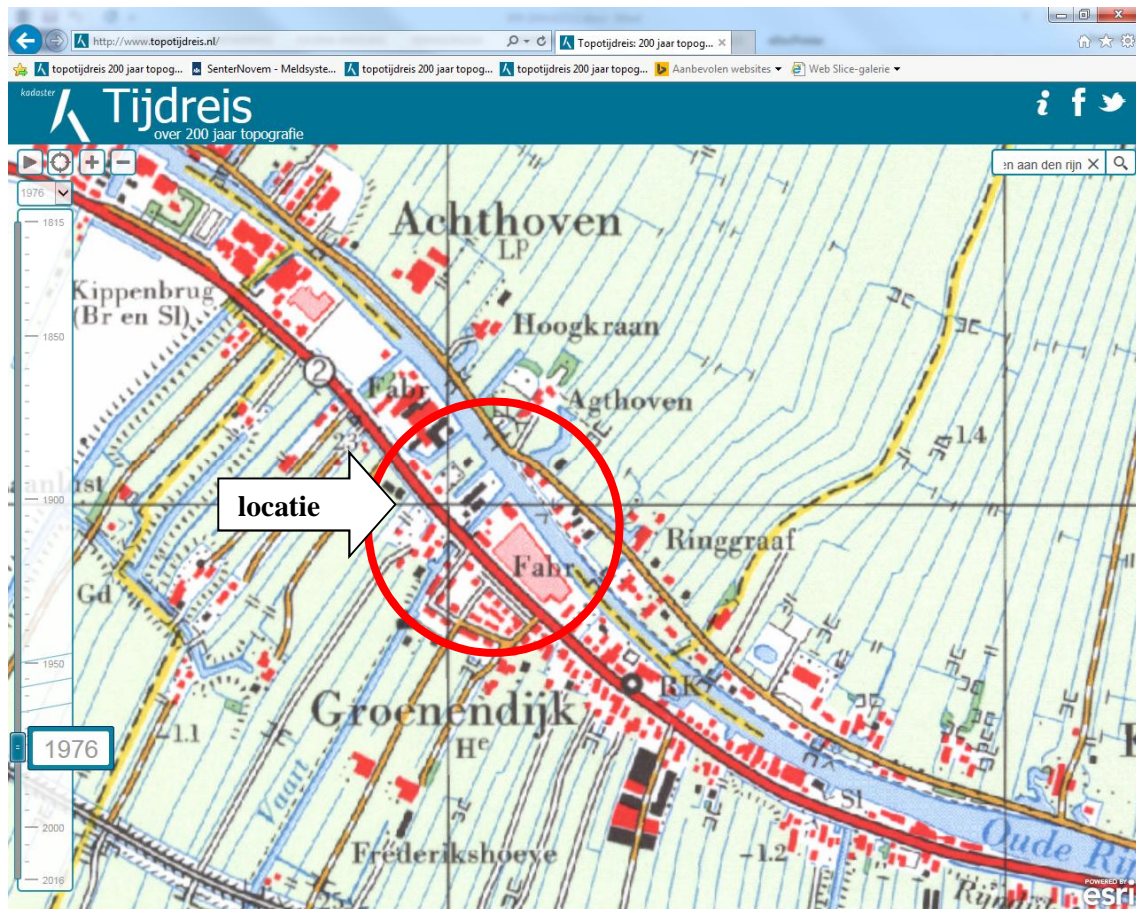 http://www.topotijdreis.nl/
Topotijdreis: 200 jaar topog...
topotijdreis 200 jaar topog...
SenterNovem - Meldsyste...
topotijdreis 200 jaar topog...
topotijdreis 200 jaar topog...
Aanbevolen websites
Web Slice-galerie
kadaster
Tijdreis
over 200 jaar topografie
en aan den rijn
1976
1815
1850
1900
1950
1976
2000
2016
Achthoven
LP
Kippenbrug
(Br en Sl)
Hoogkraan
2
Fabr
Agthoven
23
1.4
locatie
Ringgraaf
Fabr
Gd
RK
Groenendijk
He
-1.1
Vaart
Sl
Frederikshoeve
-1.2
Oude
POWERED BY
esri